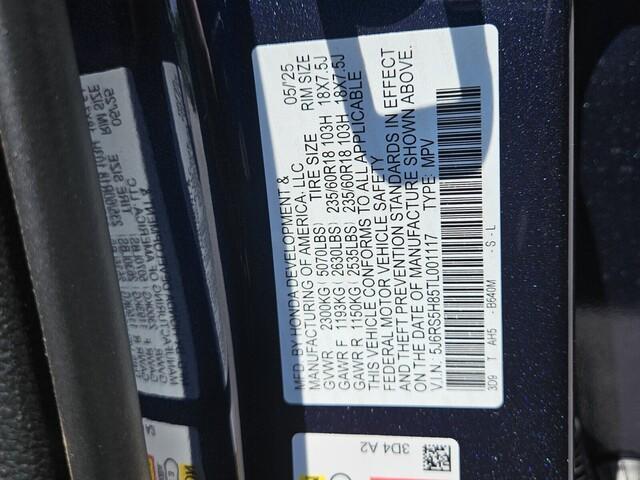 MFD. BY HONDA DEVELOPMENT &
MANUFACTURING OF AMERICA, LLC 05/25
TIRE SIZE RIM SIZE
GVWR 2300KG( 5070LBS)
GAWR F 1193KG( 2630LBS) 235/60R18 103H 18X7.5J
GAWR R 1150KG( 2535LBS) 235/60R18 103H 18X7.5J
THIS VEHICLE CONFORMS TO ALL APPLICABLE
FEDERAL MOTOR VEHICLE SAFETY
AND THEFT PREVENTION STANDARDS IN EFFECT
ON THE DATE OF MANUFACTURE SHOWN ABOVE.
V.I.N. 5J6RS5H85TL001117 TYPE: MPV
3D9 T AH5 - B640M - S - L
3D4 A2